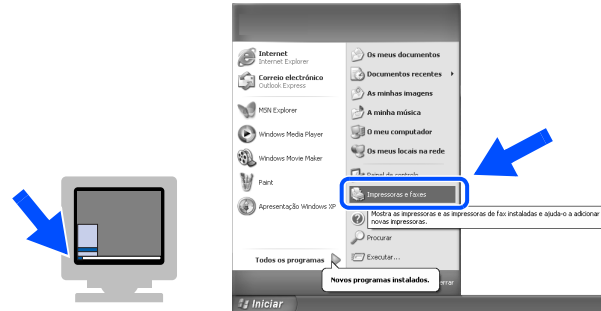 Internet
Internet Explorer
Correio electrónico
Outlook Express
MSN Explorer
Windows Media Player
Windows Movie Maker
Paint
Apresentação Windows XP
Todos os programas
Os meus documentos
Documentos recentes
As minhas imagens
A minha música
O meu computador
Os meus locais na rede
Painel de controlo
Impressoras e faxes
Mostra as impressoras e as impressoras de fax instaladas e ajuda-o a adicionar
novas impressoras.
Procurar
Executar...
Novos programas instalados.
Iniciar